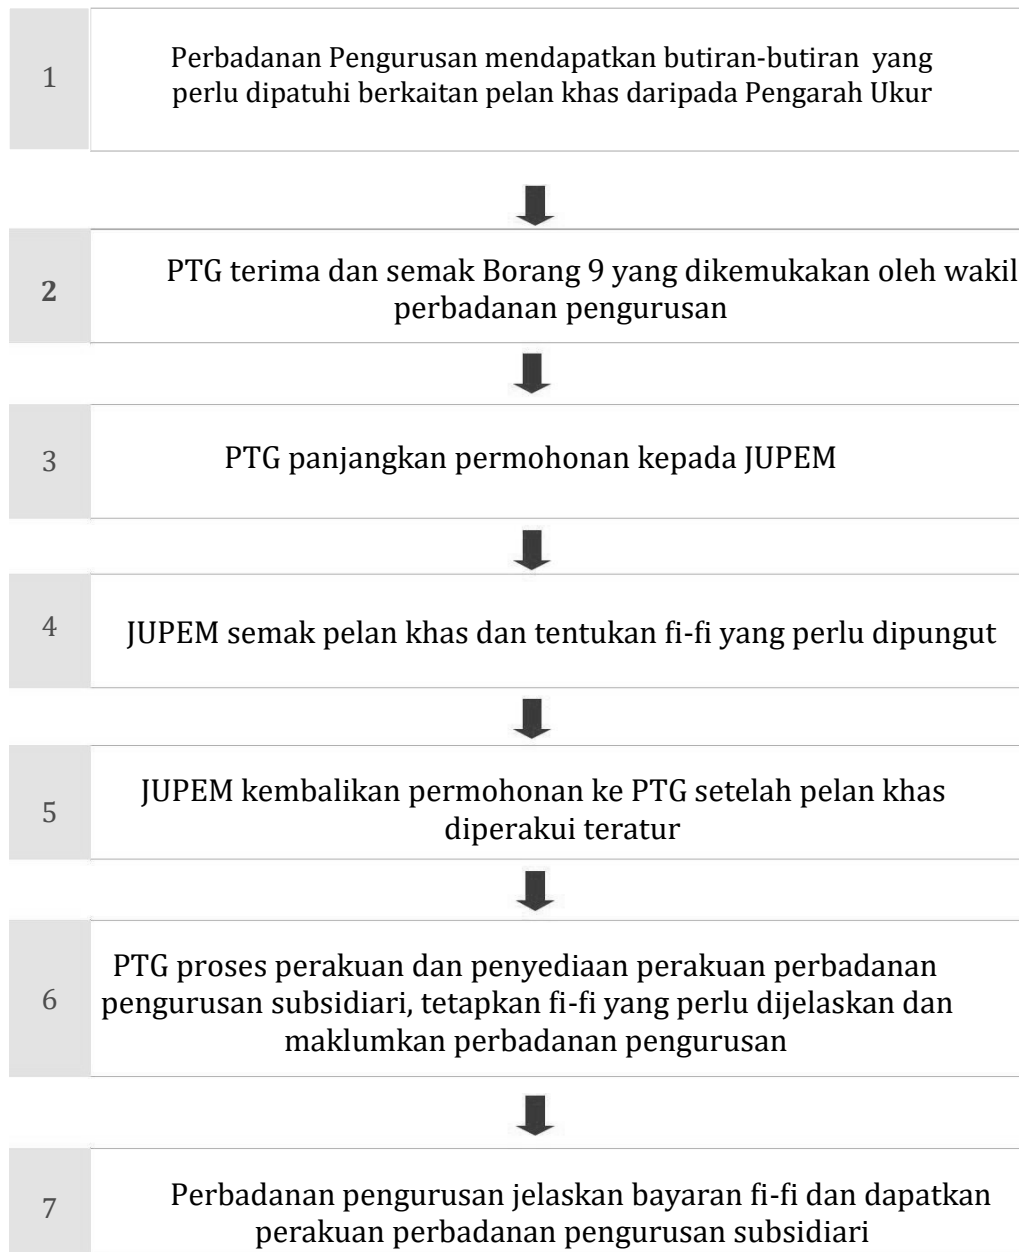 1
Perbadanan Pengurusan mendapatkan butiran-butiran yang
perlu dipatuhi berkaitan pelan khas daripada Pengarah Ukur
2
PTG terima dan semak Borang 9 yang dikemukakan oleh wakil
perbadanan pengurusan
3
PTG panjangkan permohonan kepada JUPEM
4
JUPEM semak pelan khas dan tentukan fi-fi yang perlu dipungut
5
JUPEM kembalikan permohonan ke PTG setelah pelan khas
diperakui teratur
6
PTG proses perakuan dan penyediaan perakuan perbadanan
pengurusan subsidiari, tetapkan fi-fi yang perlu dijelaskan dan
maklumkan perbadanan pengurusan
7
Perbadanan pengurusan jelaskan bayaran fi-fi dan dapatkan
perakuan perbadanan pengurusan subsidiari